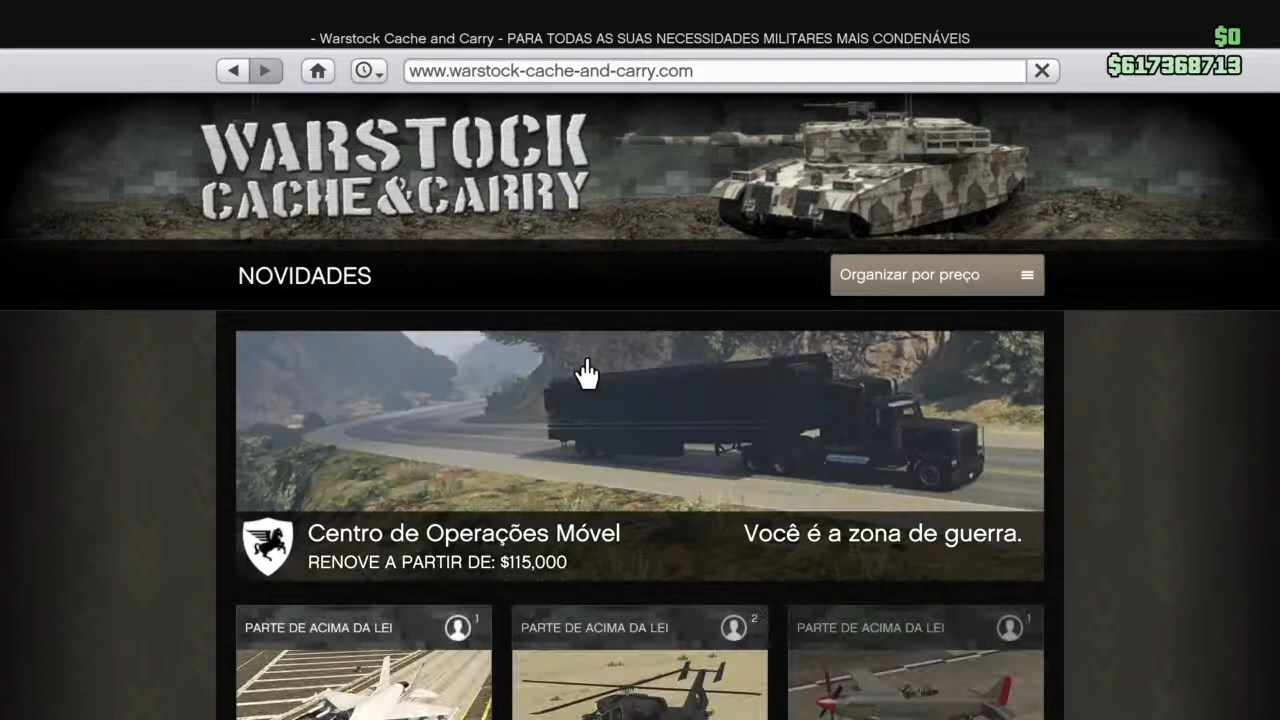 - Warstock Cache and Carry - PARA TODAS AS SUAS NECESSIDADES MILITARES MAIS CONDENÁVEIS
$0
www.warstock-cache-and-carry.com
$617368713
WARSTOCK
CACHE&CARRY
NOVIDADES
Organizar por preço
Centro de Operações Móvel
Você é a zona de guerra.
RENOVE A PARTIR DE: $115,000
PARTE DE ACIMA DA LEI 1
PARTE DE ACIMA DA LEI 2
PARTE DE ACIMA DA LEI 1